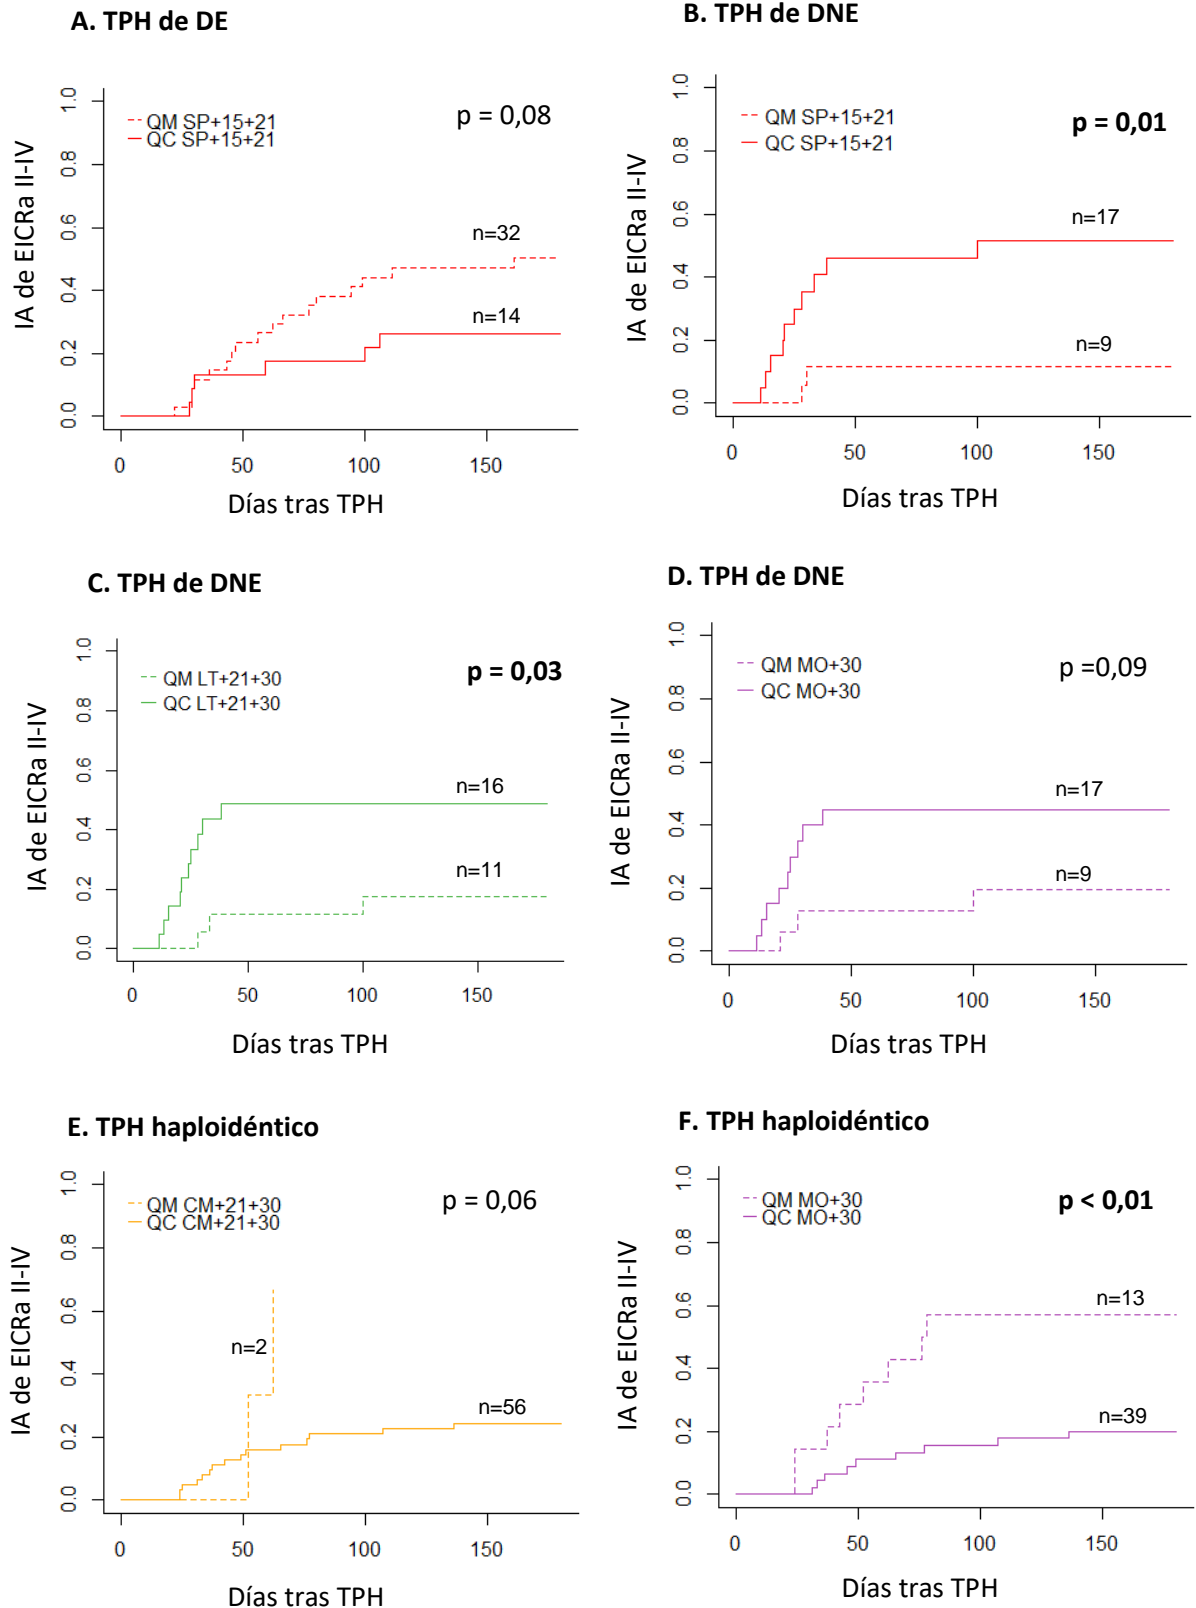 A. TPH de DE
IA de EICRa II-IV
1.0
0.8
0.6
0.4
0.2
0.0
QM SP+15+21
QC SP+15+21
p = 0,08
n=32
n=14
0 50 100 150
Días tras TPH
B. TPH de DNE
IA de EICRa II-IV
1.0
0.8
0.6
0.4
0.2
0.0
QM SP+15+21
QC SP+15+21
p = 0,01
n=17
n=9
0 50 100 150
Días tras TPH
C. TPH de DNE
IA de EICRa II-IV
1.0
0.8
0.6
0.4
0.2
0.0
QM LT+21+30
QC LT+21+30
p = 0,03
n=16
n=11
0 50 100 150
Días tras TPH
D. TPH de DNE
IA de EICRa II-IV
1.0
0.8
0.6
0.4
0.2
0.0
QM MO+30
QC MO+30
p =0,09
n=17
n=9
0 50 100 150
Días tras TPH
E. TPH haploidéntico
IA de EICRa II-IV
1.0
0.8
0.6
0.4
0.2
0.0
QM CM+21+30
QC CM+21+30
p = 0,06
n=2
n=56
0 50 100 150
Días tras TPH
F. TPH haploidéntico
IA de EICRa II-IV
1.0
0.8
0.6
0.4
0.2
0.0
QM MO+30
QC MO+30
p < 0,01
n=13
n=39
0 50 100 150
Días tras TPH